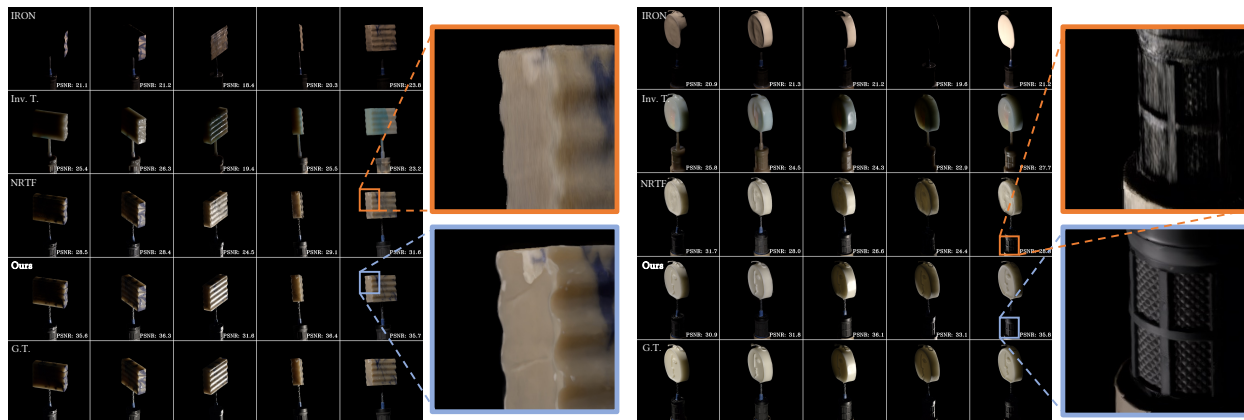 IRON
PSNR: 21.1 PSNR: 21.2 PSNR: 18.4 PSNR: 20.3 PSNR: 23.8
Inv. T.
PSNR: 25.4 PSNR: 26.3 PSNR: 19.4 PSNR: 25.5 PSNR: 23.2
NRTF
PSNR: 28.5 PSNR: 28.4 PSNR: 24.5 PSNR: 29.1 PSNR: 31.6
Ours
PSNR: 35.6 PSNR: 36.3 PSNR: 31.6 PSNR: 36.4 PSNR: 35.7
G.T.
IRON
PSNR: 20.9 PSNR: 21.3 PSNR: 21.2 PSNR: 19.6 PSNR: 21.2
Inv. T.
PSNR: 25.8 PSNR: 24.5 PSNR: 24.3 PSNR: 22.9 PSNR: 27.7
NRTF
PSNR: 31.7 PSNR: 28.0 PSNR: 26.6 PSNR: 24.4 PSNR:
Ours
PSNR: 30.9 PSNR: 31.8 PSNR: 36.1 PSNR: 33.1 PSNR: 35.8
G.T.